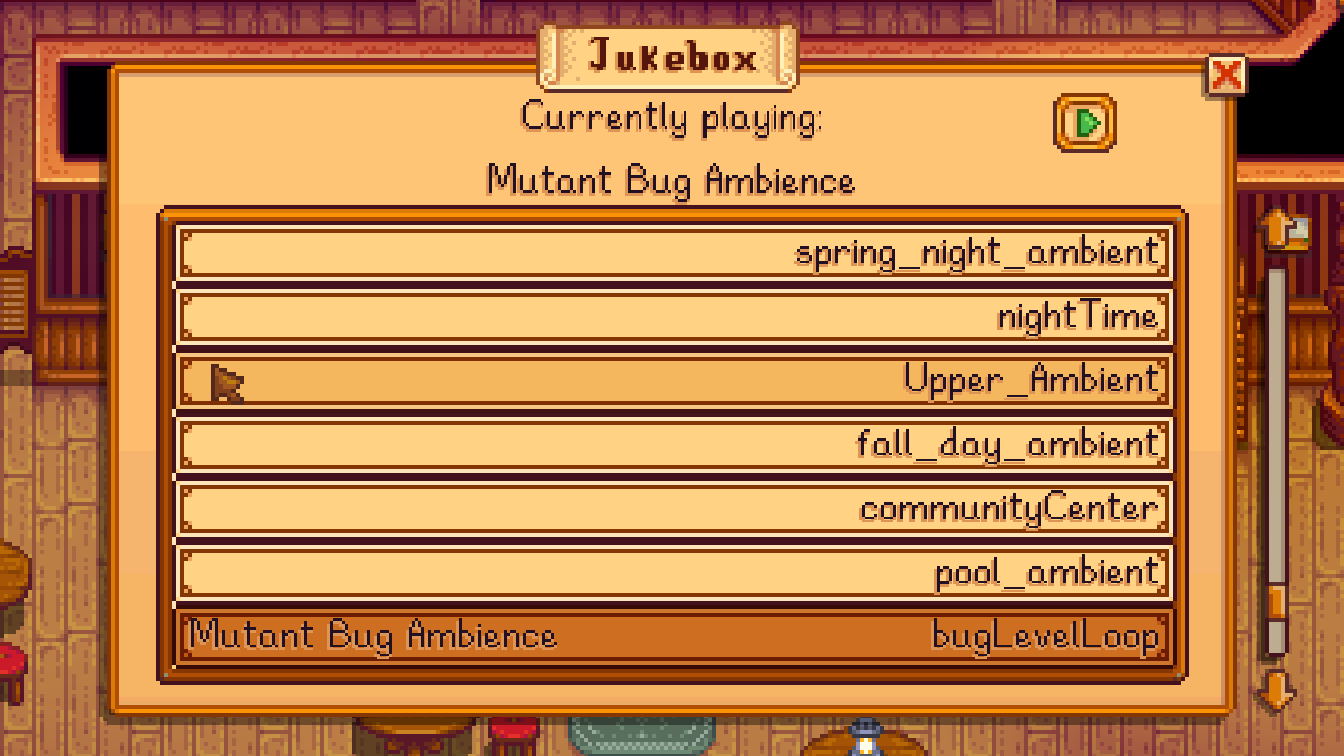 Jukebox
Currently playing:
Mutant Bug Ambience
spring_night_ambient
nightTime
Upper_Ambient
fall_day_ambient
communityCenter
pool_ambient
Mutant Bug Ambience bugLevelLoop